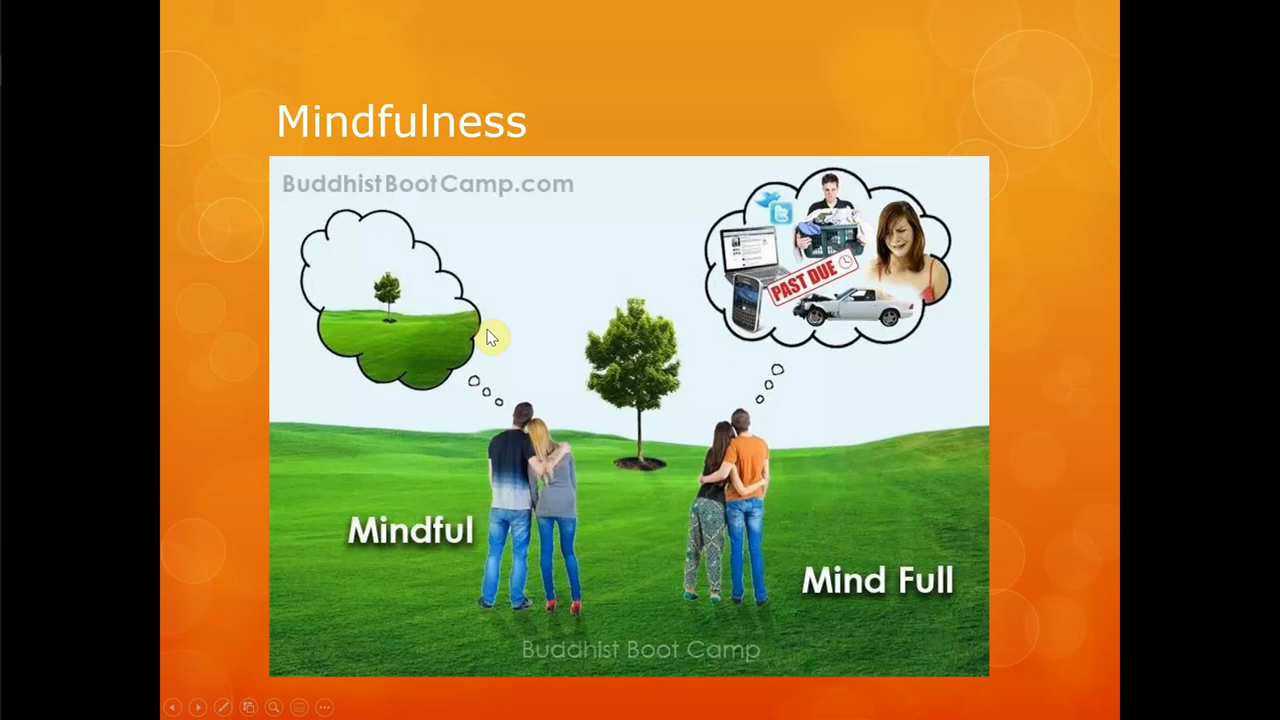 Mindfulness
BuddhistBootCamp.com
PAST DUE
Mindful
Mind Full
Buddhist Boot Camp